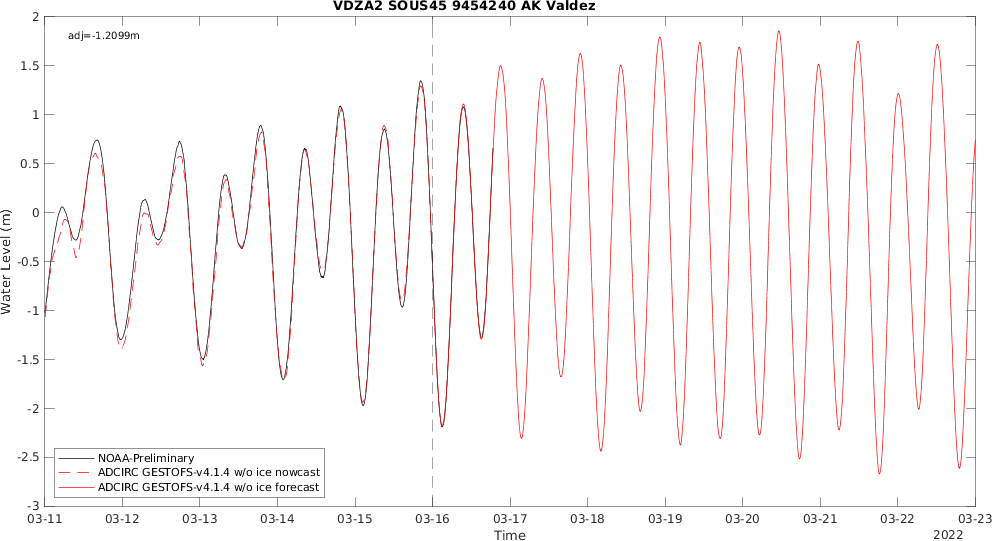 VDZA2 SOUS45 9454240 AK Valdez
adj=-1.2099m
2
1.5
1
0.5
0
-0.5
-1
-1.5
-2
-2.5
-3
Water Level (m)
NOAA-Preliminary
ADCIRC GESTOFS-v4.1.4 w/o ice nowcast
ADCIRC GESTOFS-v4.1.4 w/o ice forecast
03-11 03-12 03-13 03-14 03-15 03-16 03-17 03-18 03-19 03-20 03-21 03-22 03-23
Time
2022